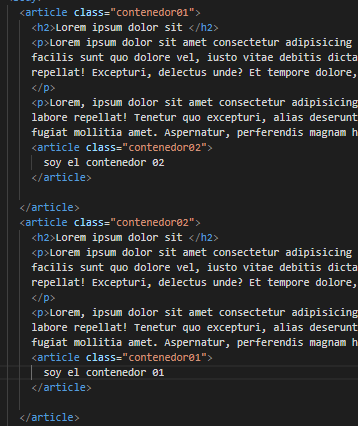 <article class="contenedor01">
<h2>Lorem ipsum dolor sit </h2>
<p>Lorem ipsum dolor sit amet consectetur adipisicing
facilis sunt quo dolore vel, iusto vitae debitis dicta
repellat! Excepturi, delectus unde? Et tempore dolore,
</p>
<p>Lorem, ipsum dolor sit amet consectetur adipisicing
labore repellat! Tenetur quo excepturi, alias deserunt
fugiat mollitia amet. Aspernatur, perferendis magnam h
<article class="contenedor02">
soy el contenedor 02
</article>
</article>
<article class="contenedor02">
<h2>Lorem ipsum dolor sit </h2>
<p>Lorem ipsum dolor sit amet consectetur adipisicing
facilis sunt quo dolore vel, iusto vitae debitis dicta
repellat! Excepturi, delectus unde? Et tempore dolore,
</p>
<p>Lorem, ipsum dolor sit amet consectetur adipisicing
labore repellat! Tenetur quo excepturi, alias deserunt
fugiat mollitia amet. Aspernatur, perferendis magnam h
<article class="contenedor01">
soy el contenedor 01
</article>
</article>